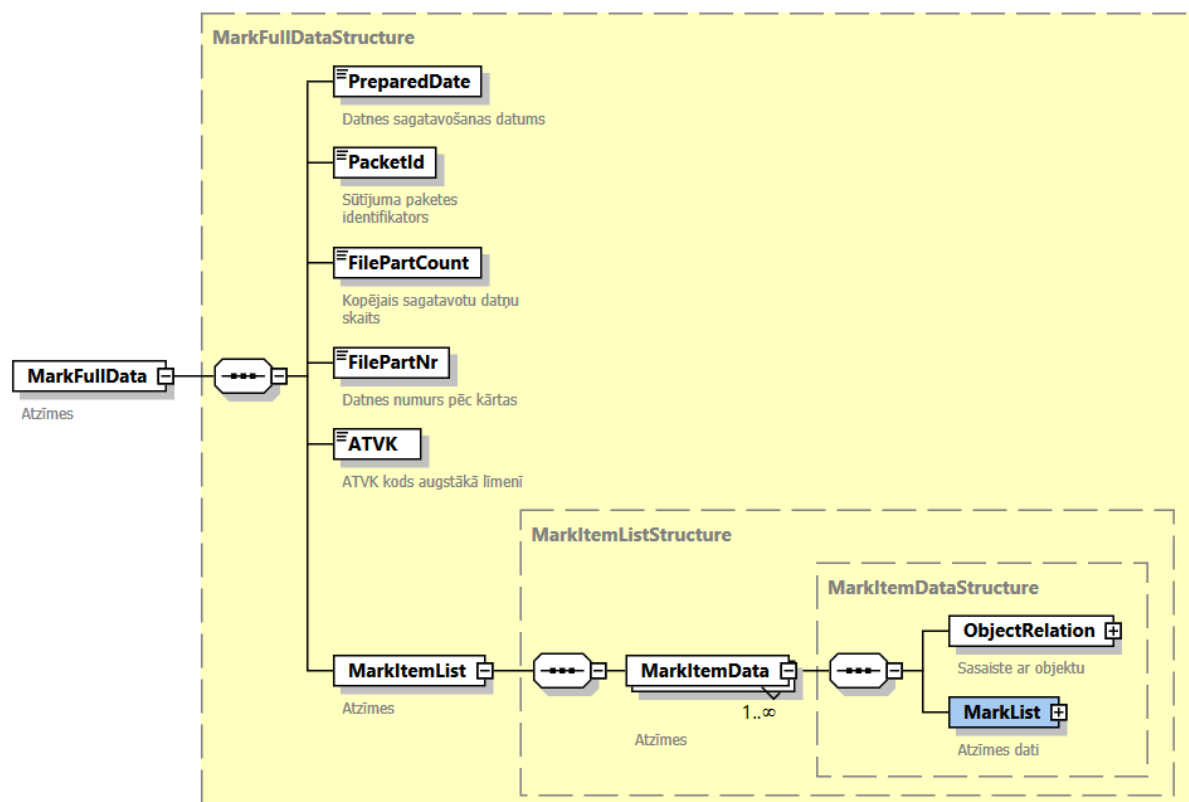 MarkFullDataStructure
PreparedDate
Datnes sagatavošanas datums
PacketId
Sūtījuma paketes
identifikators
FilePartCount
Kopējais sagatavotu datņu
skaits
MarkFullData
Atzīmes
FilePartNr
Datnes numurs pēc kārtas
ATVK
ATVK kods augstākā līmenī
MarkItemListStructure
MarkItemDataStructure
MarkItemList
Atzīmes
MarkItemData
1..∞
Atzīmes
ObjectRelation
Sasaiste ar objektu
MarkList
Atzīmes dati